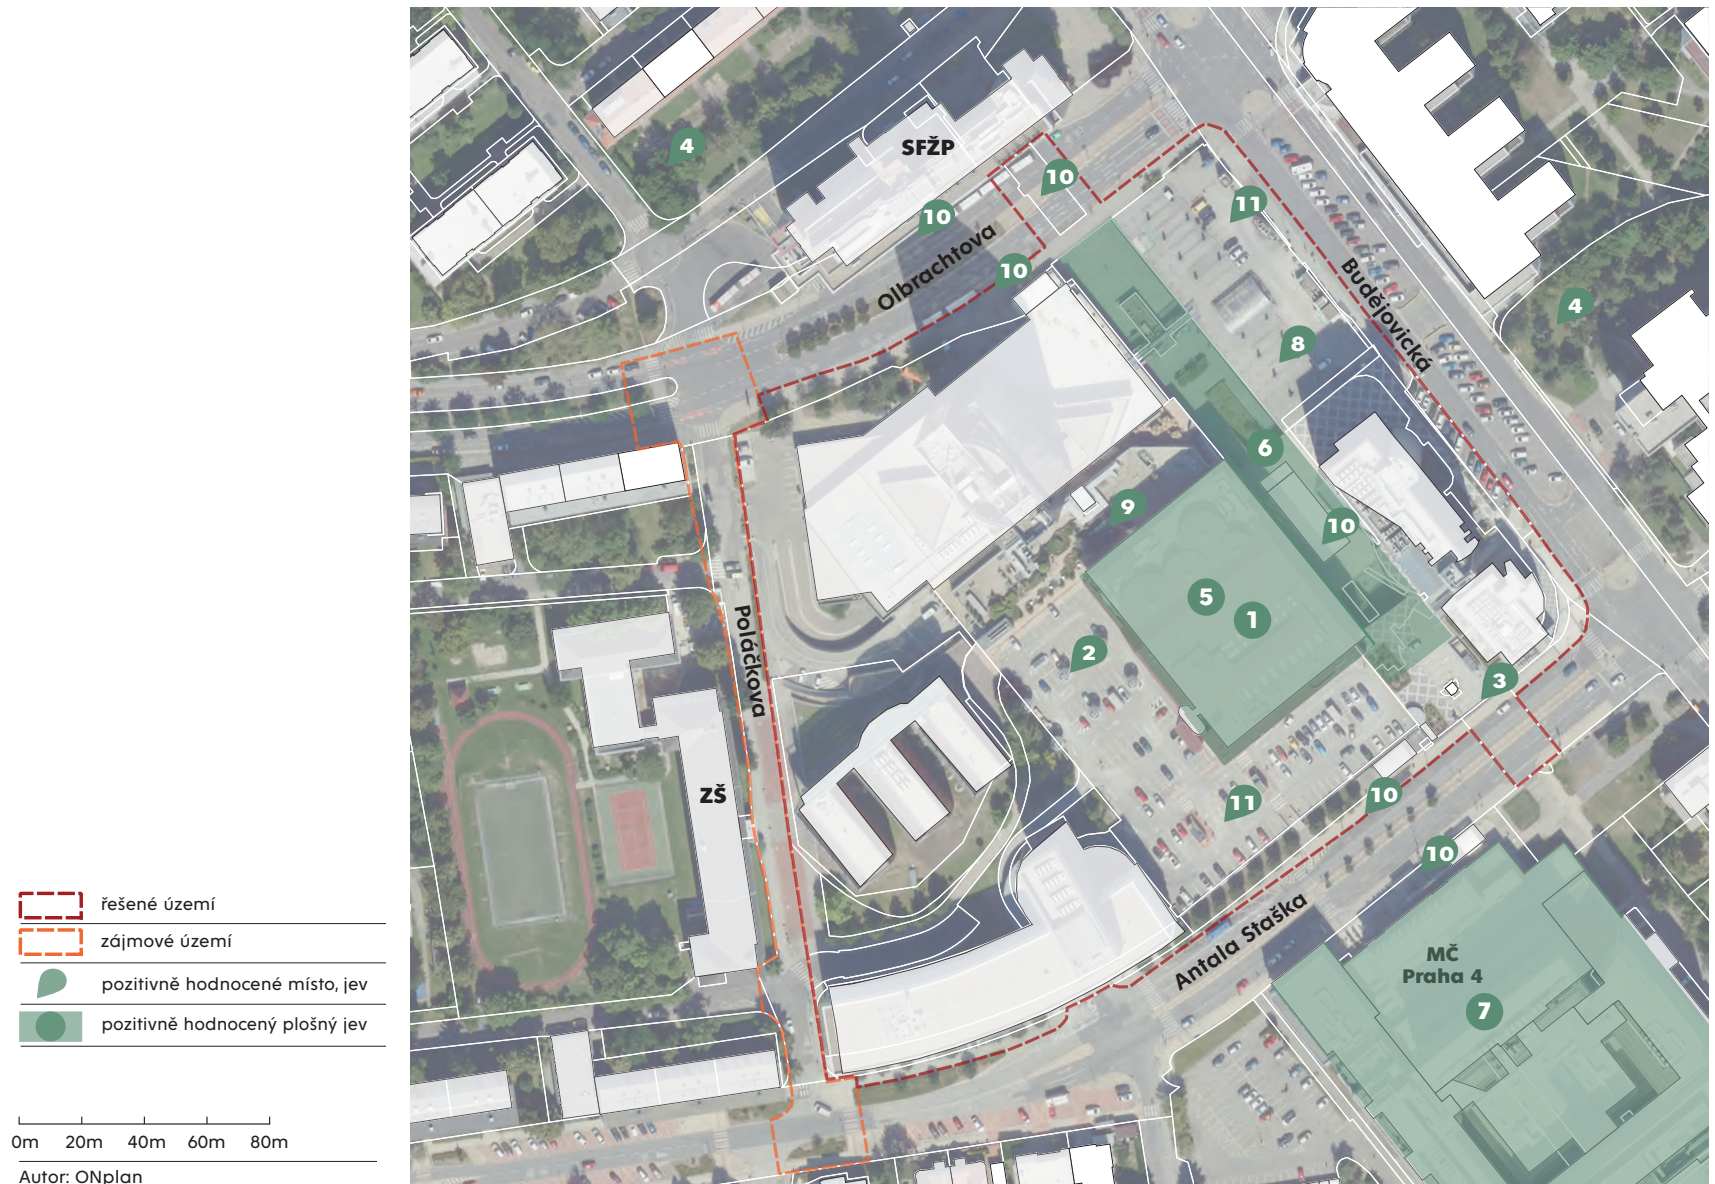 4
SFŽP
10
10
10
11
Olbrachtova
Budějovická
4
8
6
9
10
5
1
Poláčkova
2
3
ZŠ
11
10
10
Antala Staška
MČ
Praha 4
7
řešené území
zájmové území
pozitivně hodnocené místo, jev
pozitivně hodnocený plošný jev
0m 20m 40m 60m 80m
Autor: ONplan